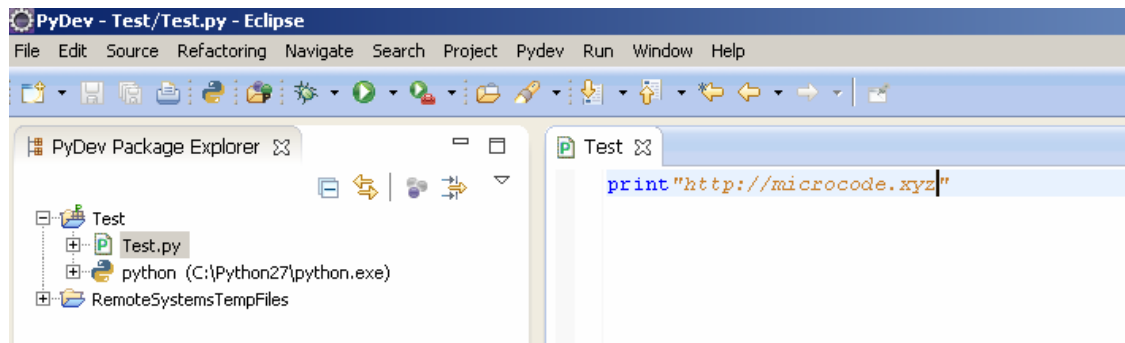 PyDev - Test/Test.py - Eclipse
File Edit Source Refactoring Navigate Search Project Pydev Run Window Help
PyDev Package Explorer
Test
Test.py
python (C:\Python27\python.exe)
RemoteSystemsTempFiles
Test
print"http://microcode.xyz"